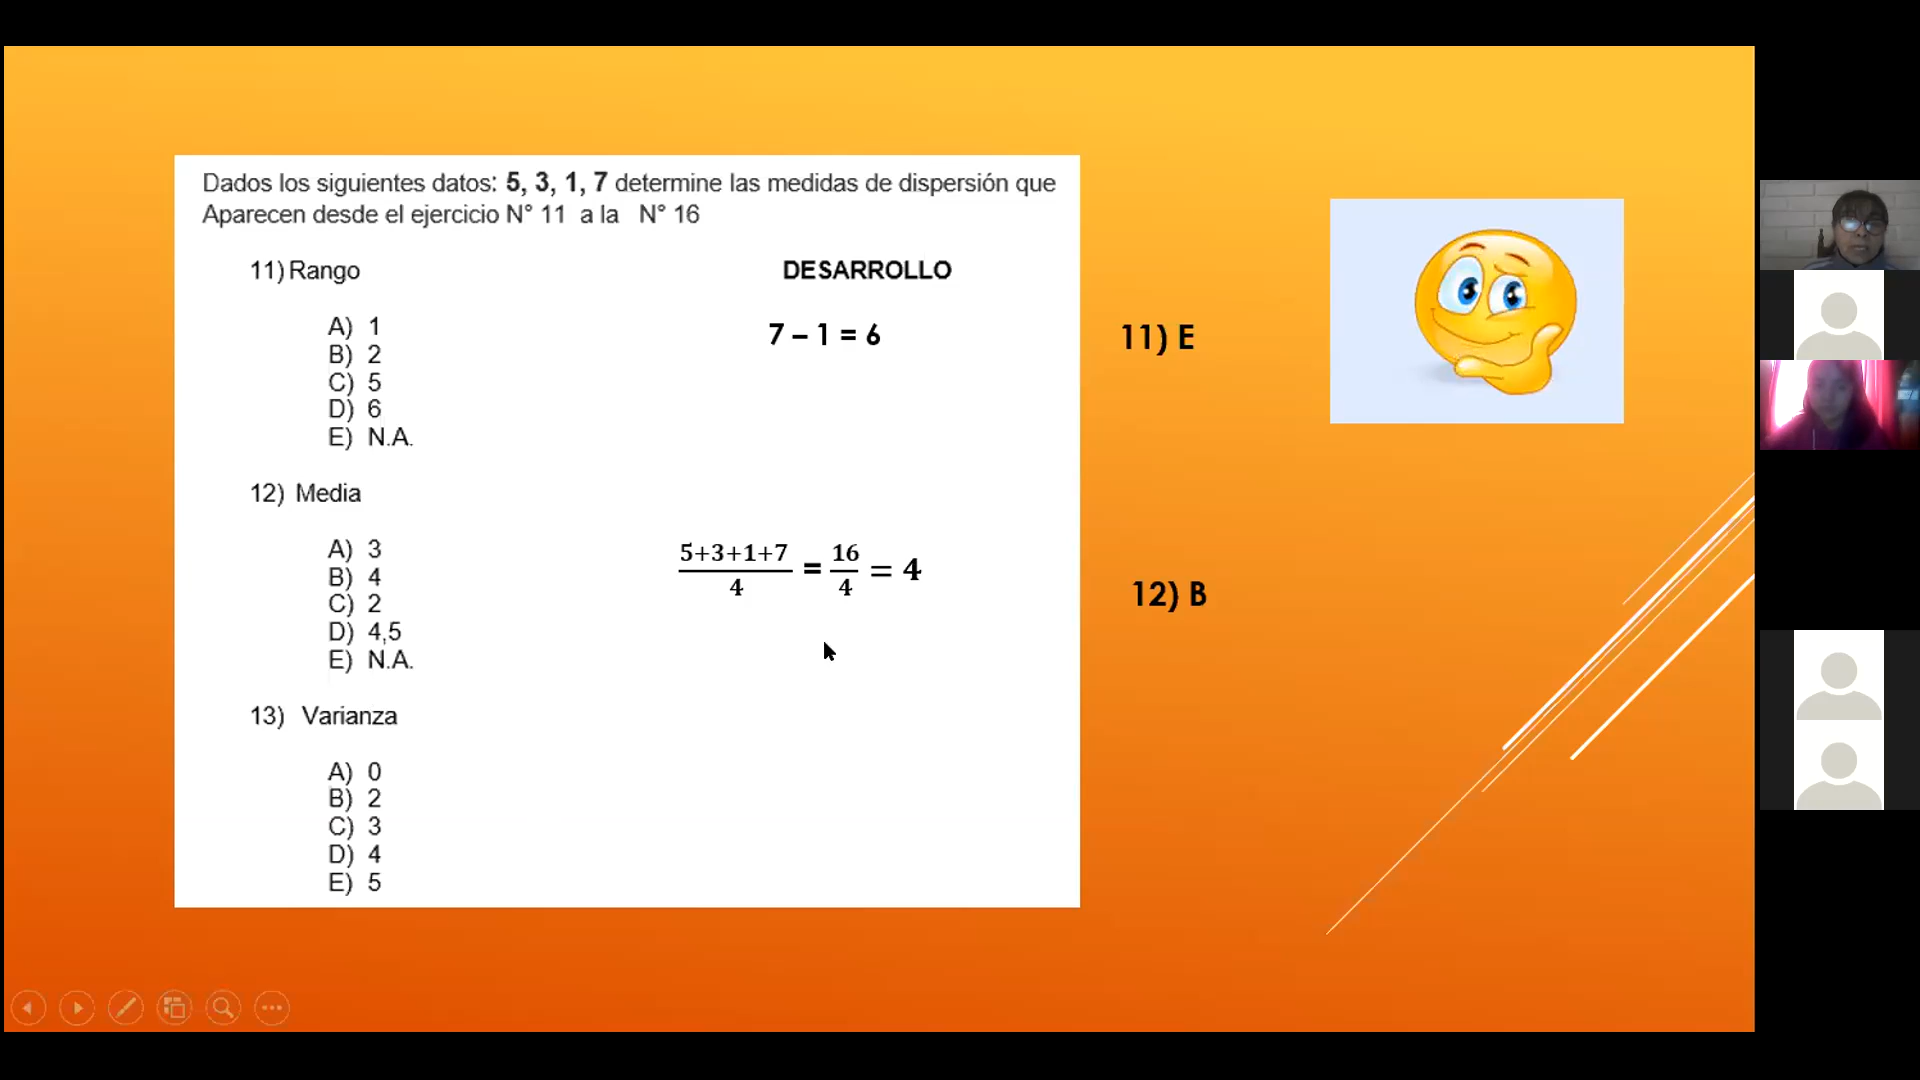 Dados los siguientes datos: 5, 3, 1, 7 determine las medidas de dispersión que
Aparecen desde el ejercicio N° 11 a la N° 16
11) Rango
DESARROLLO
A) 1
B) 2
C) 5
D) 6
E) N.A.
7 – 1 = 6
11) E
12) Media
A) 3
B) 4
C) 2
D) 4,5
E) N.A.
5+3+1+7/4 = 16/4 = 4
12) B
13) Varianza
A) 0
B) 2
C) 3
D) 4
E) 5